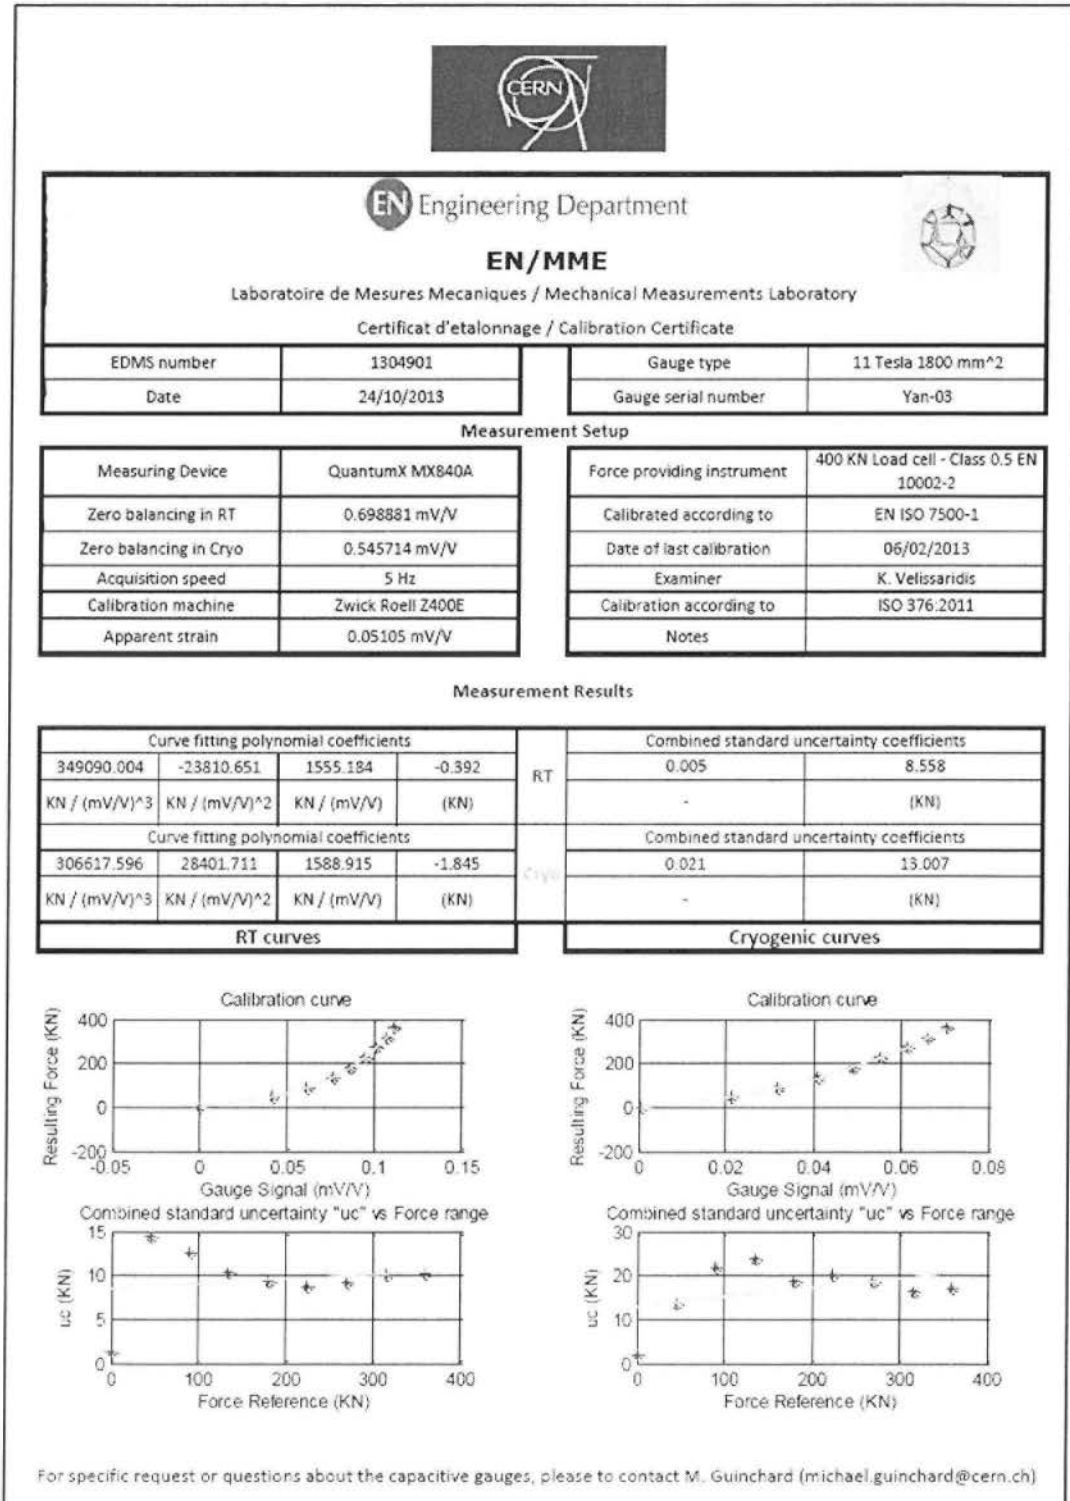 CERN
EN Engineering Department
EN/MME
Laboratoire de Mesures Mecaniques / Mechanical Measurements Laboratory
Certificat d'etalonnage / Calibration Certificate
EDMS number 1304901 Gauge type 11 Tesla 1800 mm^2
Date 24/10/2013 Gauge serial number Yan-03
Measurement Setup
Measuring Device QuantumX MX840A Force providing instrument 400 KN Load cell - Class 0.5 EN
10002-2
Zero balancing in RT 0.698881 mV/V Calibrated according to EN ISO 7500-1
Zero balancing in Cryo 0.545714 mV/V Date of last calibration 06/02/2013
Acquisition speed 5 Hz Examiner K. Velissaridis
Calibration machine Zwick Roell Z400E Calibration according to ISO 376:2011
Apparent strain 0.05105 mV/V Notes
Measurement Results
Curve fitting polynomial coefficients Combined standard uncertainty coefficients
349090.004 -23810.651 1555.184 -0.392 RT 0.005 8.558
KN / (mV/V)^3 KN / (mV/V)^2 KN / (mV/V) (KN) - (KN)
Curve fitting polynomial coefficients Combined standard uncertainty coefficients
306617.596 28401.711 1588.915 -1.845 Cryo 0.021 13.007
KN / (mV/V)^3 KN / (mV/V)^2 KN / (mV/V) (KN) - (KN)
RT curves Cryogenic curves
Calibration curve
Resulting Force (KN)
400
200
0
-200
-0.05 0 0.05 0.1 0.15
Gauge Signal (mV/V)
Calibration curve
Resulting Force (KN)
400
200
0
-200
0 0.02 0.04 0.06 0.08
Gauge Signal (mV/V)
Combined standard uncertainty "uc" vs Force range
uc (KN)
15
10
5
0
0 100 200 300 400
Force Reference (KN)
Combined standard uncertainty "uc" vs Force range
uc (KN)
30
20
10
0
0 100 200 300 400
Force Reference (KN)
For specific request or questions about the capacitive gauges, please to contact M. Guinchard (michael.guinchard@cern.ch)